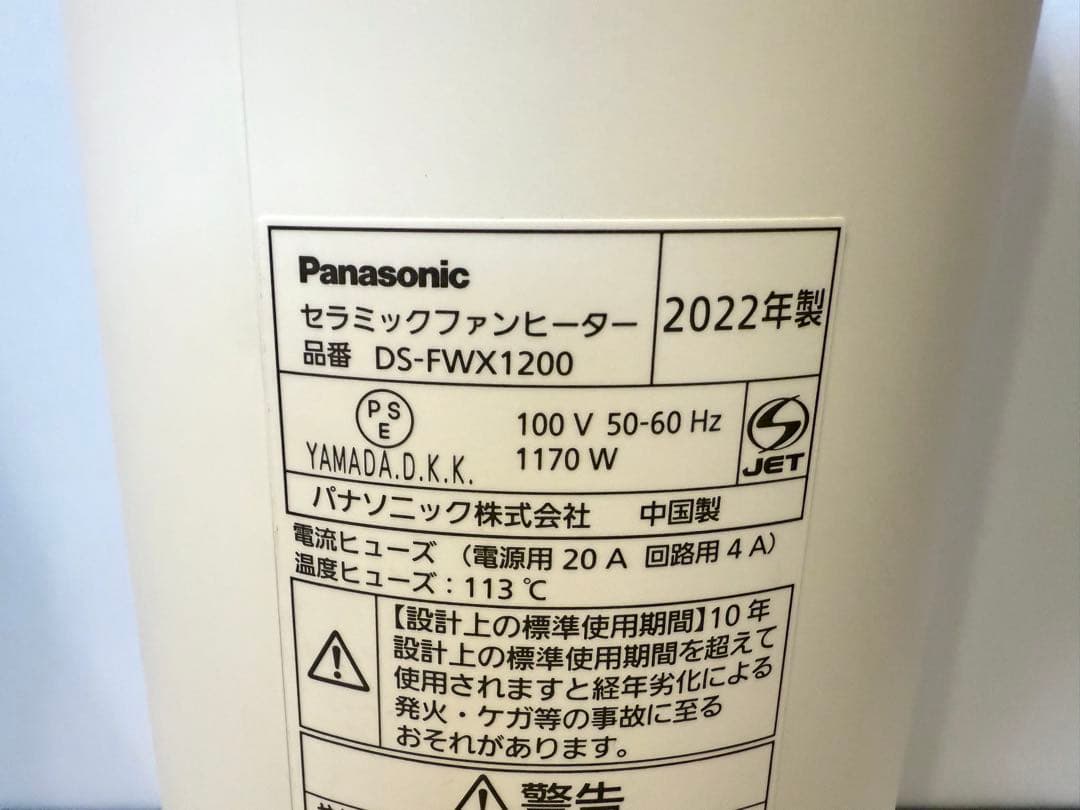 Panasonic
セラミックファンヒーター
品番 DS-FWX1200
2022年製
PSE
YAMADA.D.K.K.
100 V 50-60 Hz
1170 W
JET
パナソニック株式会社 中国製
電流ヒューズ（電源用 20 A 回路用 4 A）
温度ヒューズ：113 ℃
【設計上の標準使用期間】10 年
設計上の標準使用期間を超えて
使用されますと経年劣化による
発火・ケガ等の事故に至る
おそれがあります。
警告